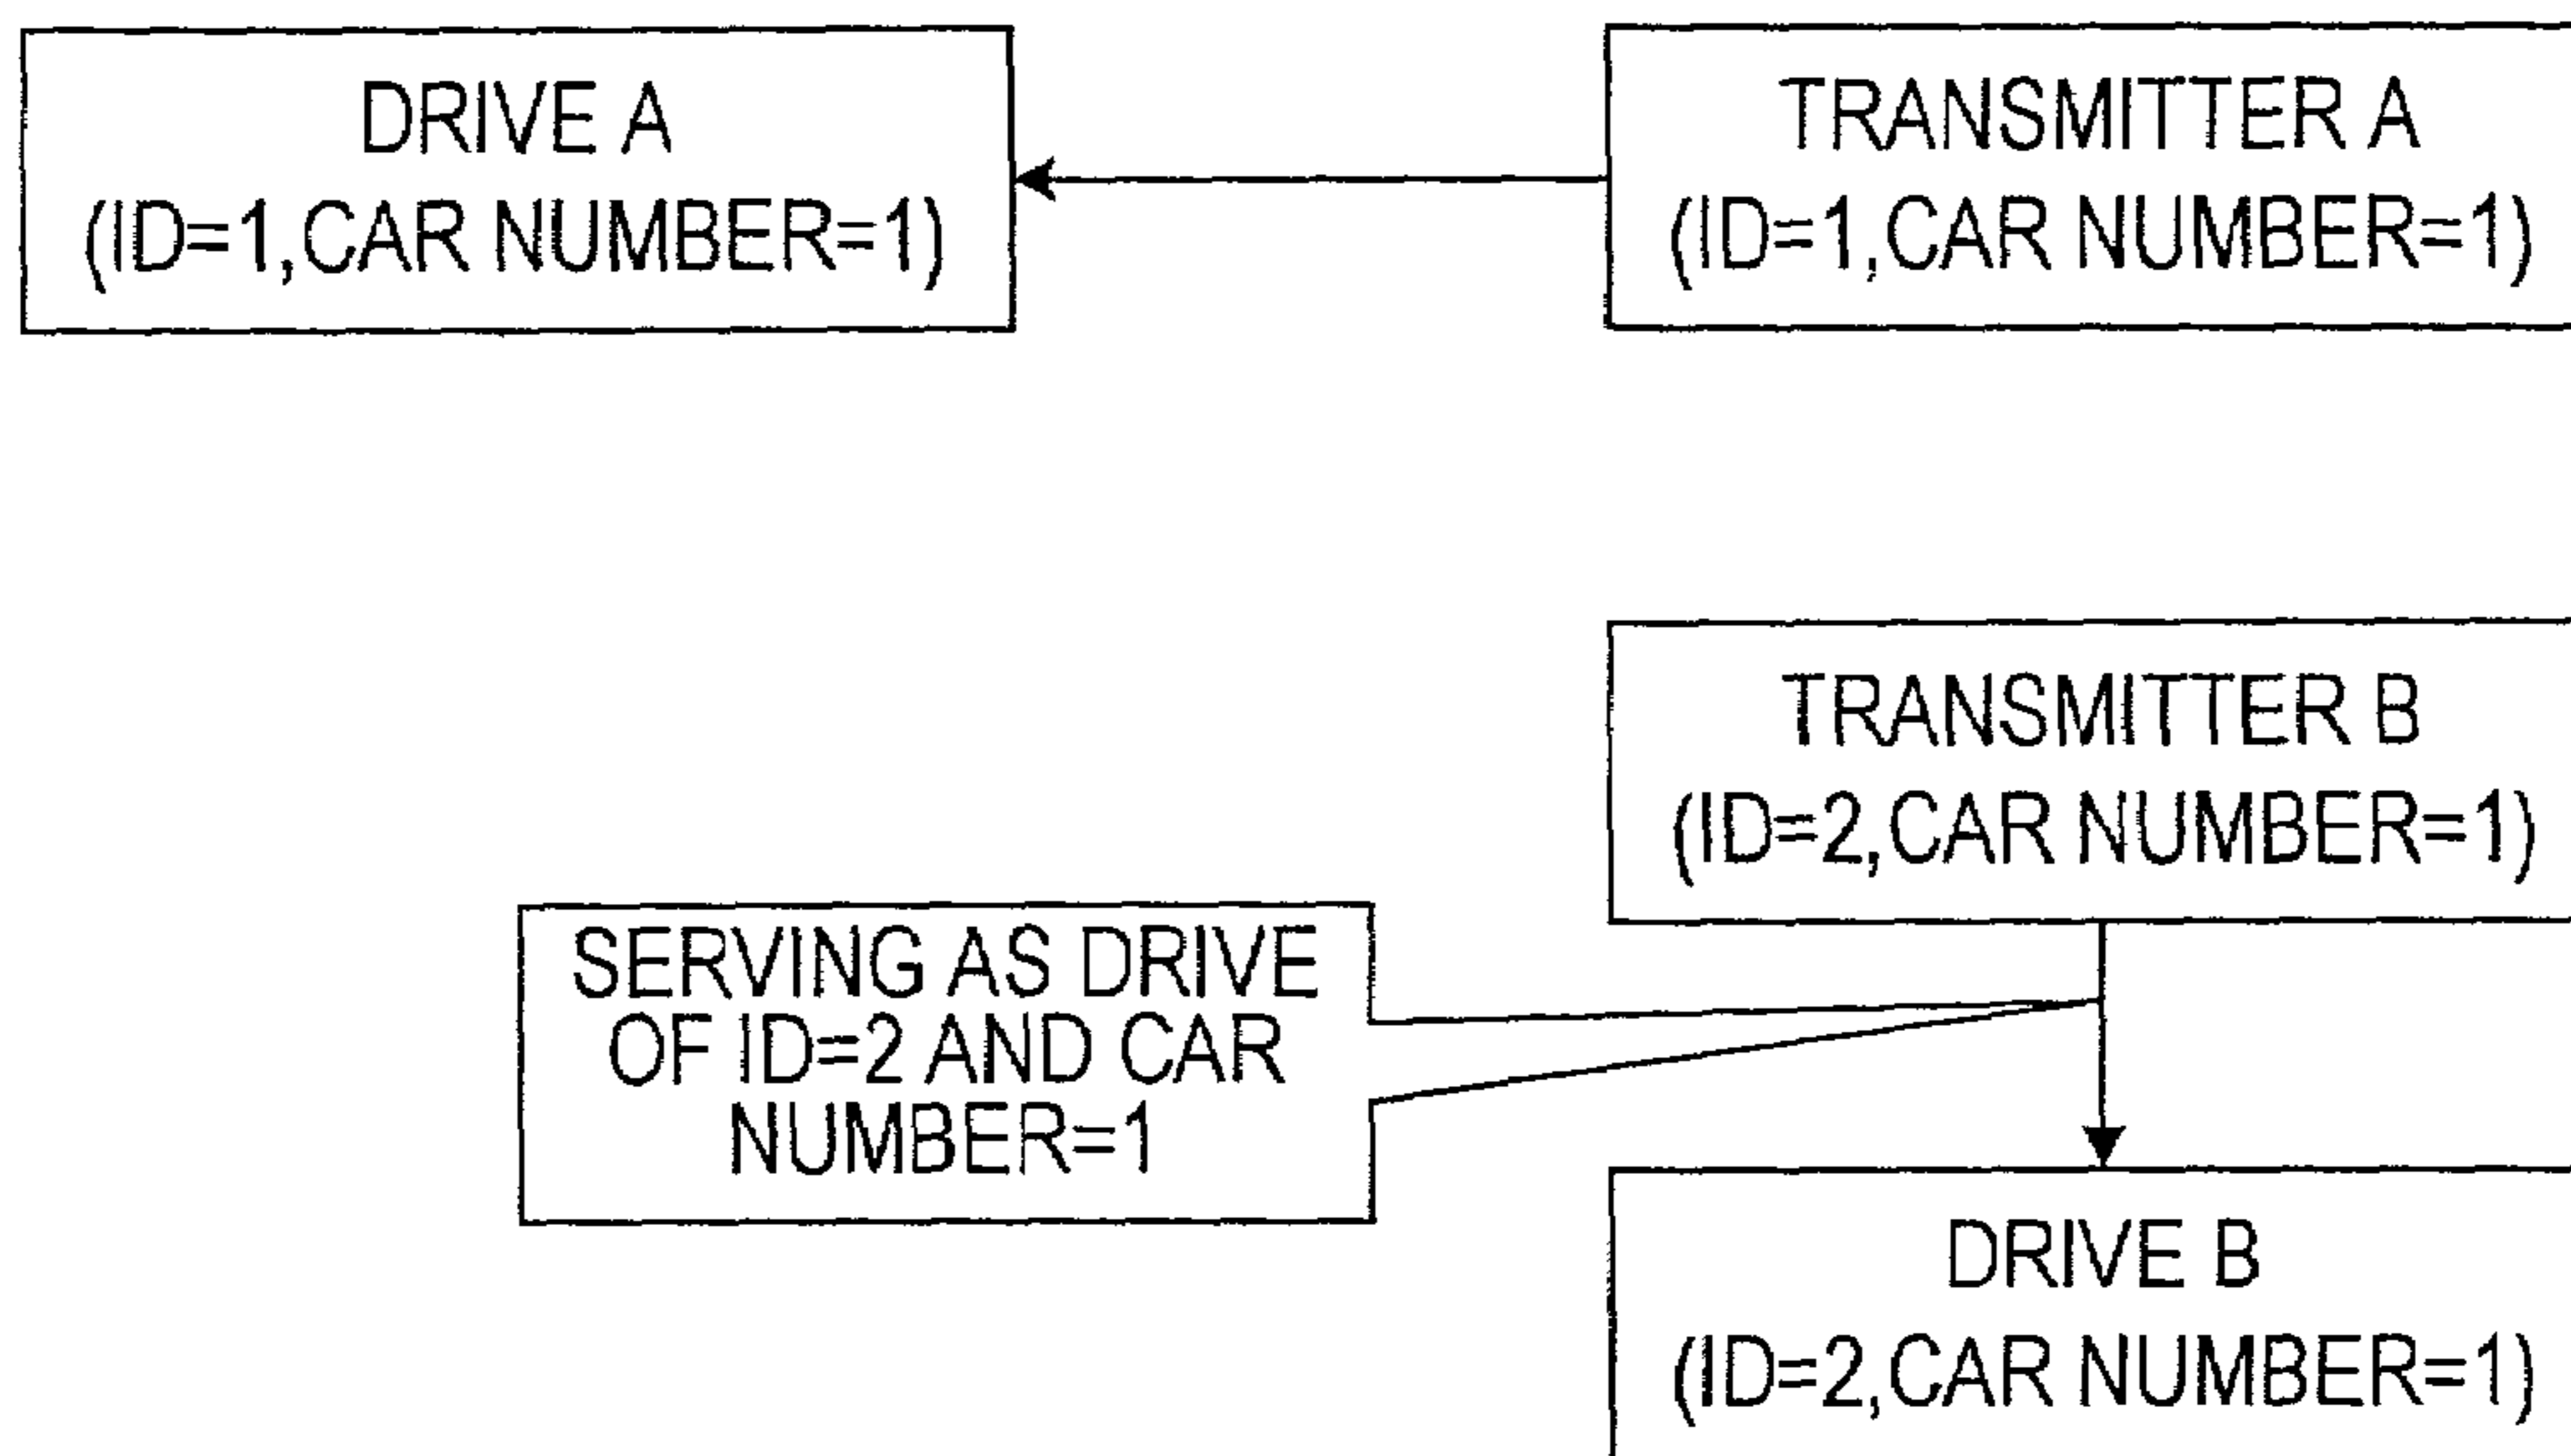 DRIVE A
(ID=1,CAR NUMBER=1)
TRANSMITTER A
(ID=1,CAR NUMBER=1)
TRANSMITTER B
(ID=2,CAR NUMBER=1)
SERVING AS DRIVE
OF ID=2 AND CAR
NUMBER=1
DRIVE B
(ID=2,CAR NUMBER=1)